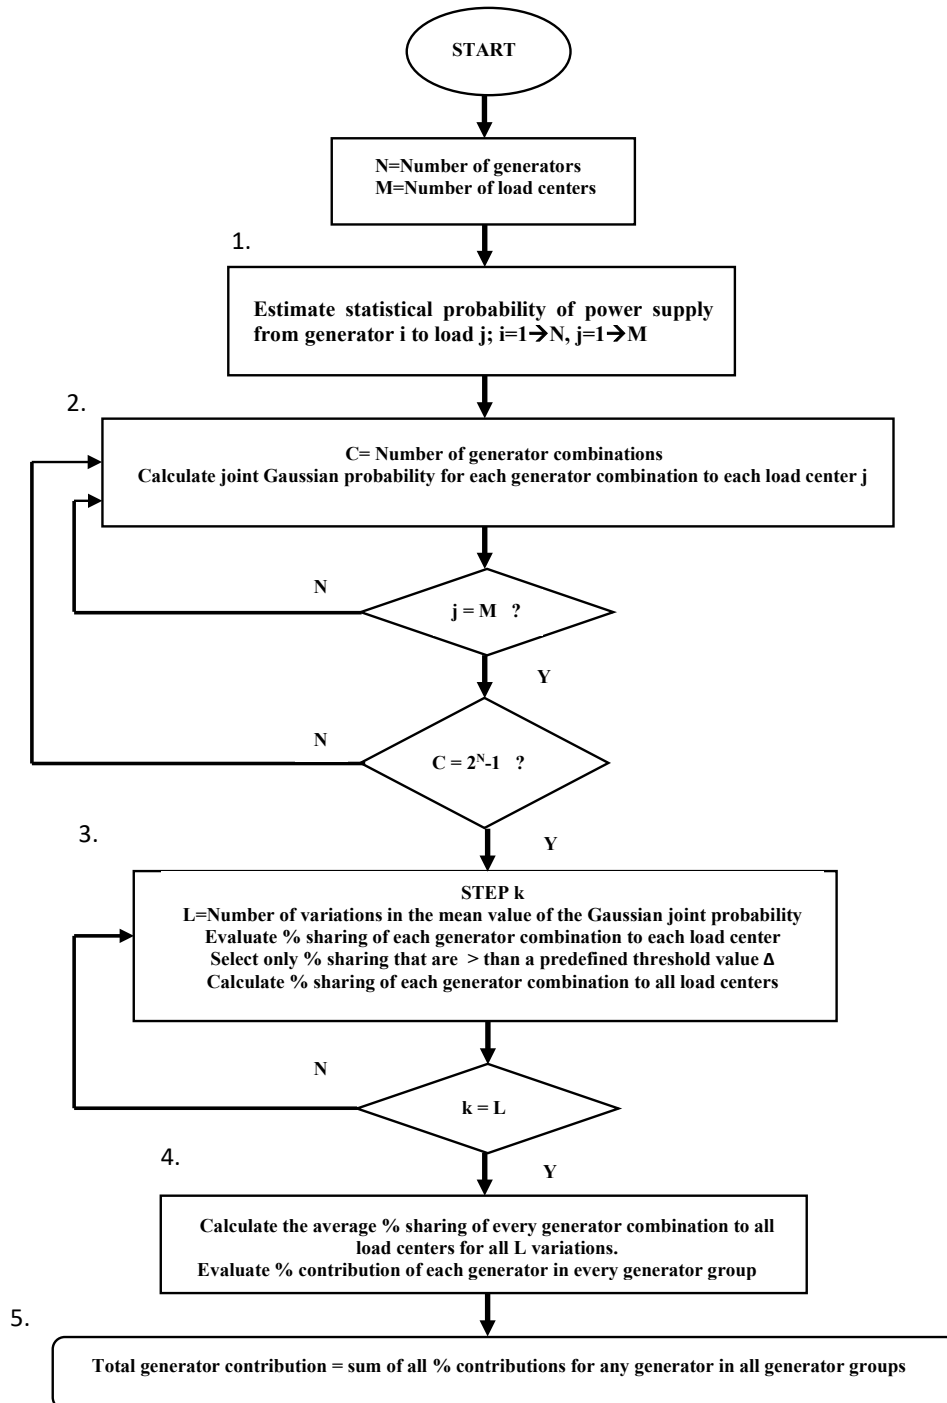 START
N=Number of generators
M=Number of load centers
1.
Estimate statistical probability of power supply
from generator i to load j; i=1→N, j=1→M
2.
C= Number of generator combinations
Calculate joint Gaussian probability for each generator combination to each load center j
N
j = M ?
Y
N
C = 2ᴺ-1 ?
3.
Y
STEP k
L=Number of variations in the mean value of the Gaussian joint probability
Evaluate % sharing of each generator combination to each load center
Select only % sharing that are > than a predefined threshold value Δ
Calculate % sharing of each generator combination to all load centers
N
k = L
4.
Y
Calculate the average % sharing of every generator combination to all
load centers for all L variations.
Evaluate % contribution of each generator in every generator group
5.
Total generator contribution = sum of all % contributions for any generator in all generator groups